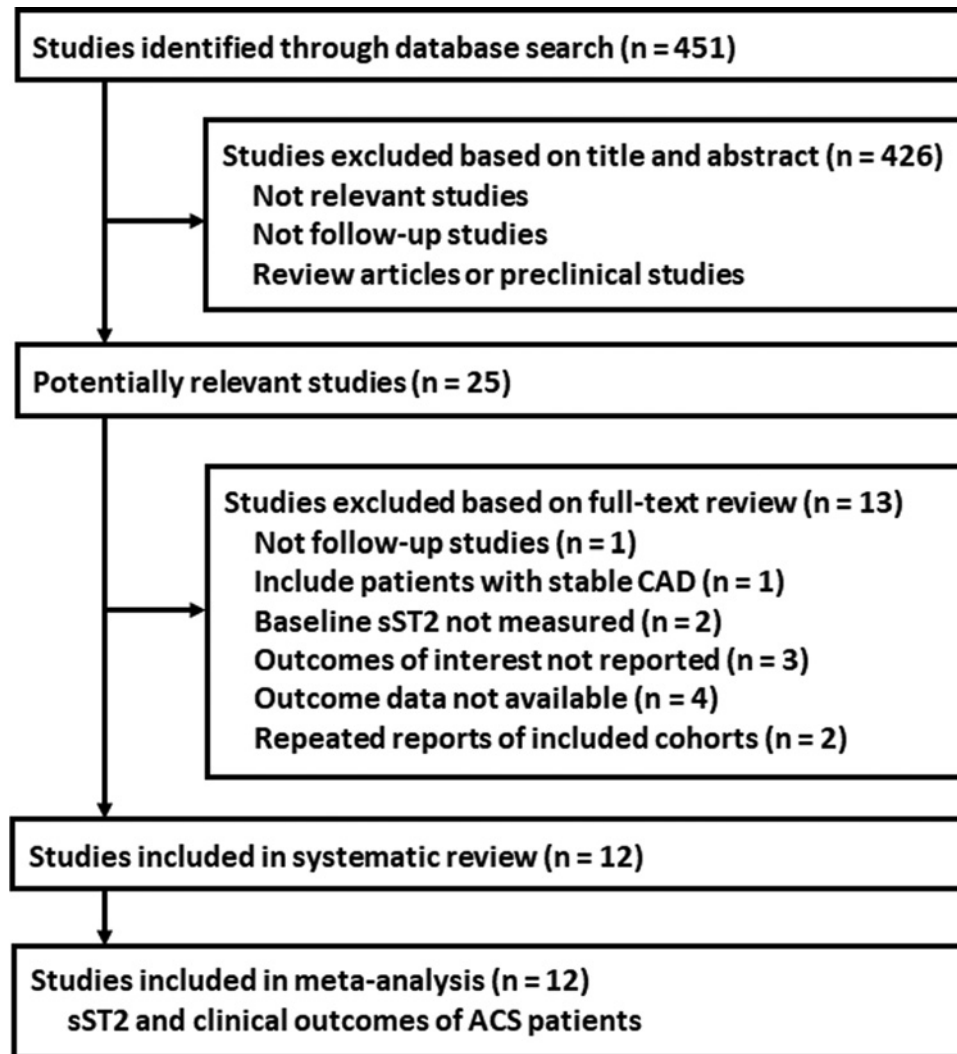 Studies identified through database search (n = 451)
Studies excluded based on title and abstract (n = 426)
Not relevant studies
Not follow-up studies
Review articles or preclinical studies
Potentially relevant studies (n = 25)
Studies excluded based on full-text review (n = 13)
Not follow-up studies (n = 1)
Include patients with stable CAD (n = 1)
Baseline sST2 not measured (n = 2)
Outcomes of interest not reported (n = 3)
Outcome data not available (n = 4)
Repeated reports of included cohorts (n = 2)
Studies included in systematic review (n = 12)
Studies included in meta-analysis (n = 12)
sST2 and clinical outcomes of ACS patients